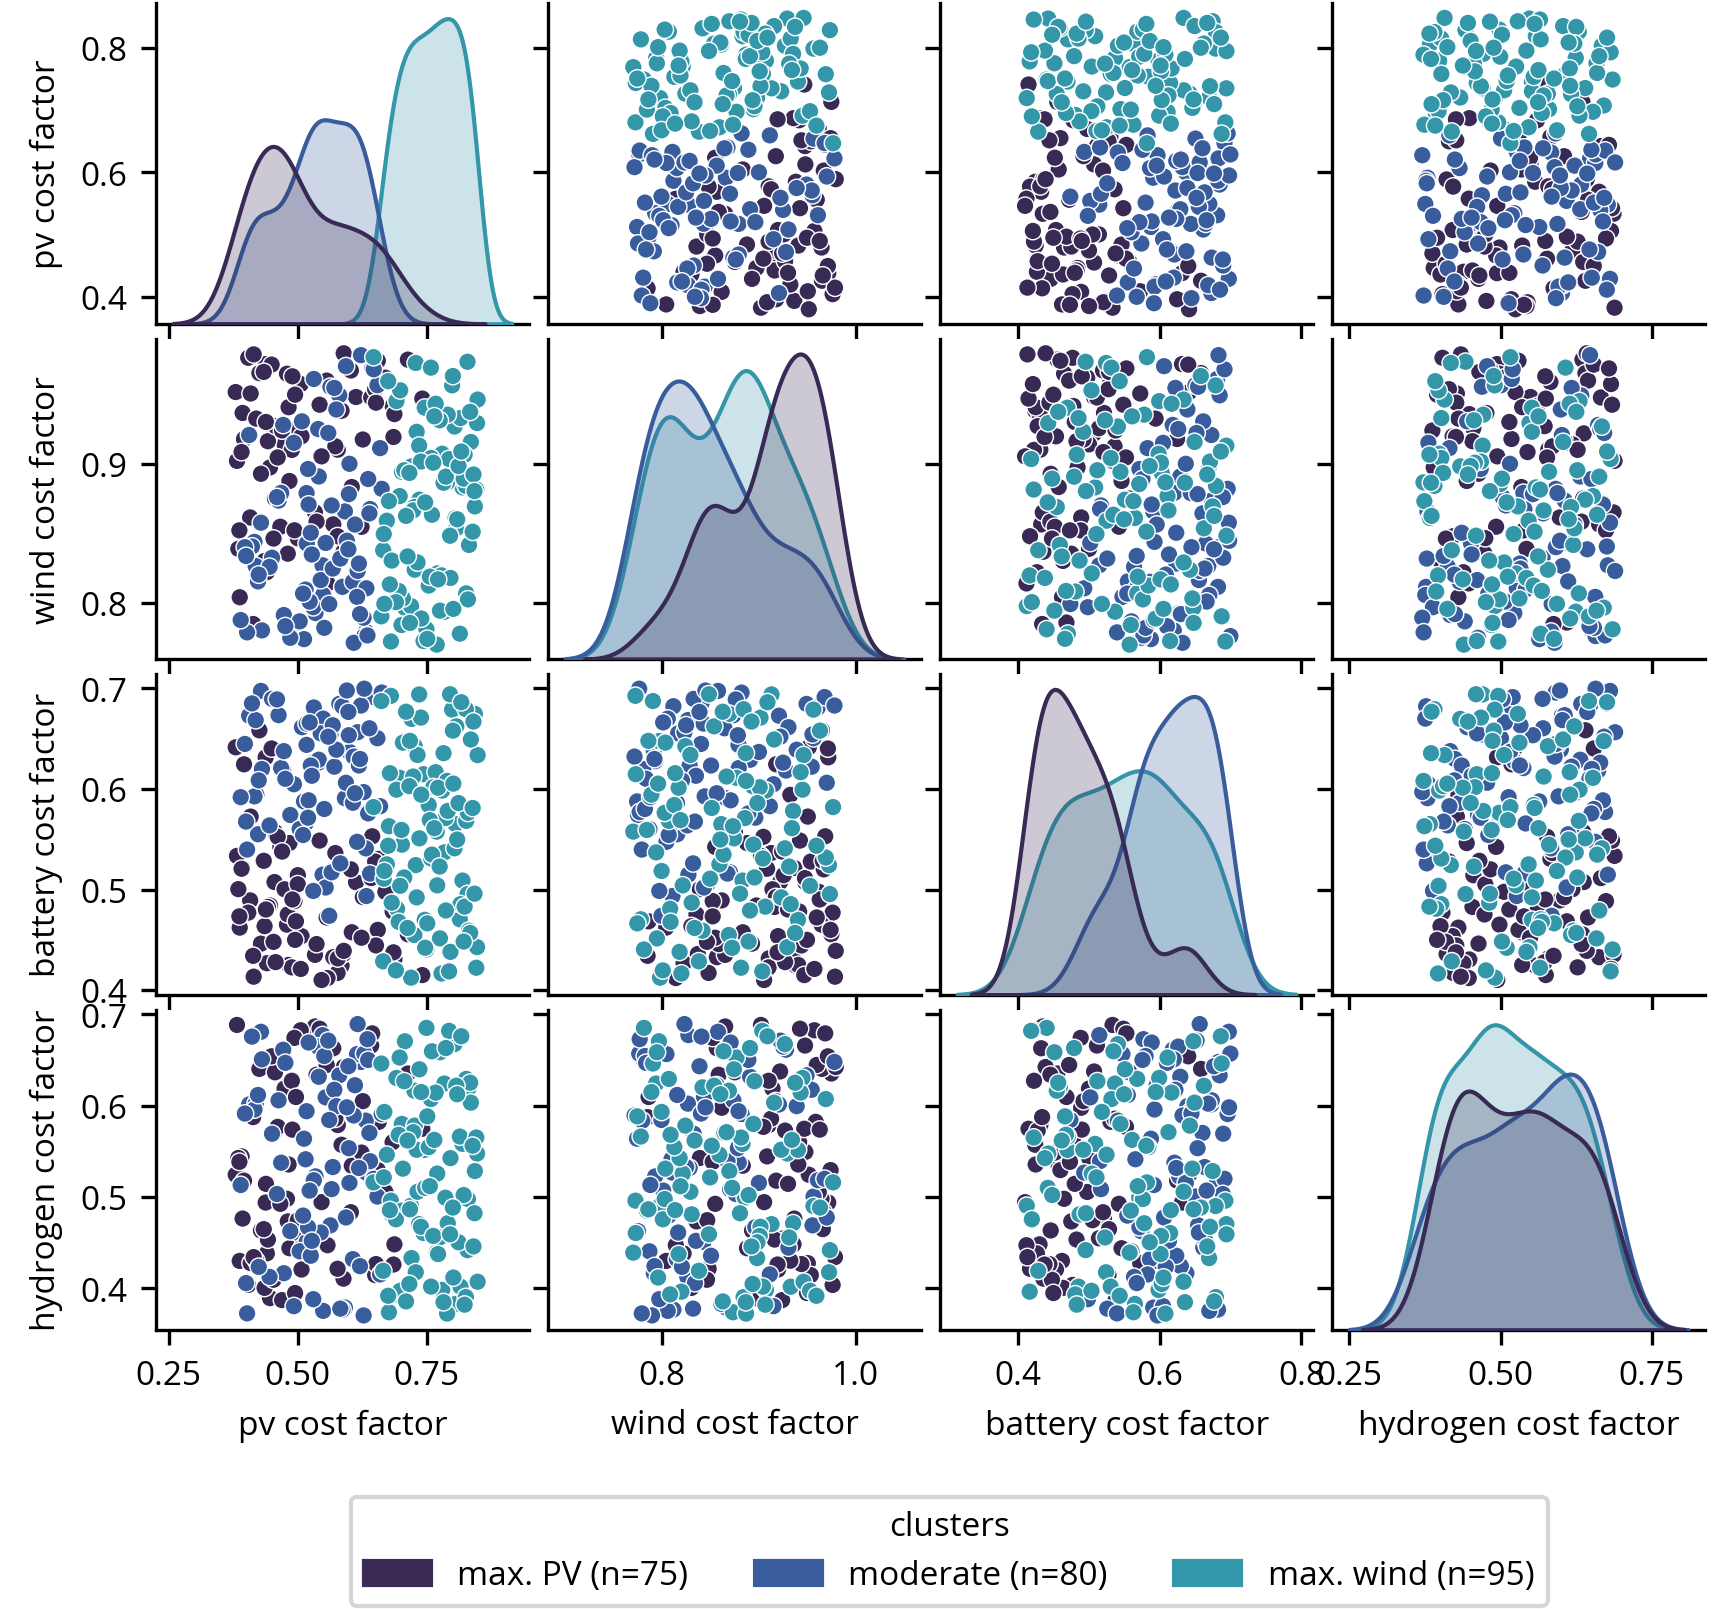 pv cost factor
0.8
0.6
0.4
wind cost factor
0.9
0.8
battery cost factor
0.7
0.6
0.5
0.4
hydrogen cost factor
0.7
0.6
0.5
0.4
0.25 0.50 0.75 0.8 1.0 0.4 0.6 0.8 0.25 0.50 0.75
pv cost factor wind cost factor battery cost factor hydrogen cost factor
clusters
max. PV (n=75) moderate (n=80) max. wind (n=95)